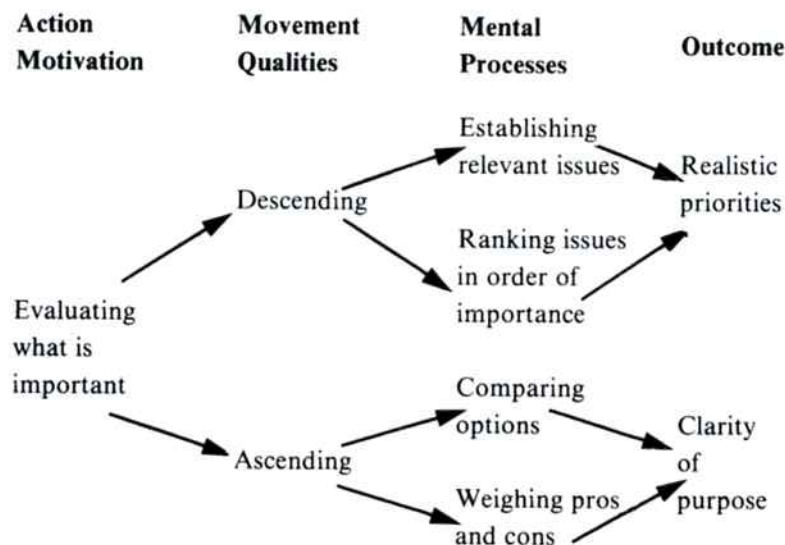 Action
Motivation
Movement
Qualities
Mental
Processes
Outcome
Establishing
relevant issues
Realistic
priorities
Descending
Ranking issues
in order of
importance
Evaluating
what is
important
Comparing
options
Clarity
of
purpose
Ascending
Weighing pros
and cons